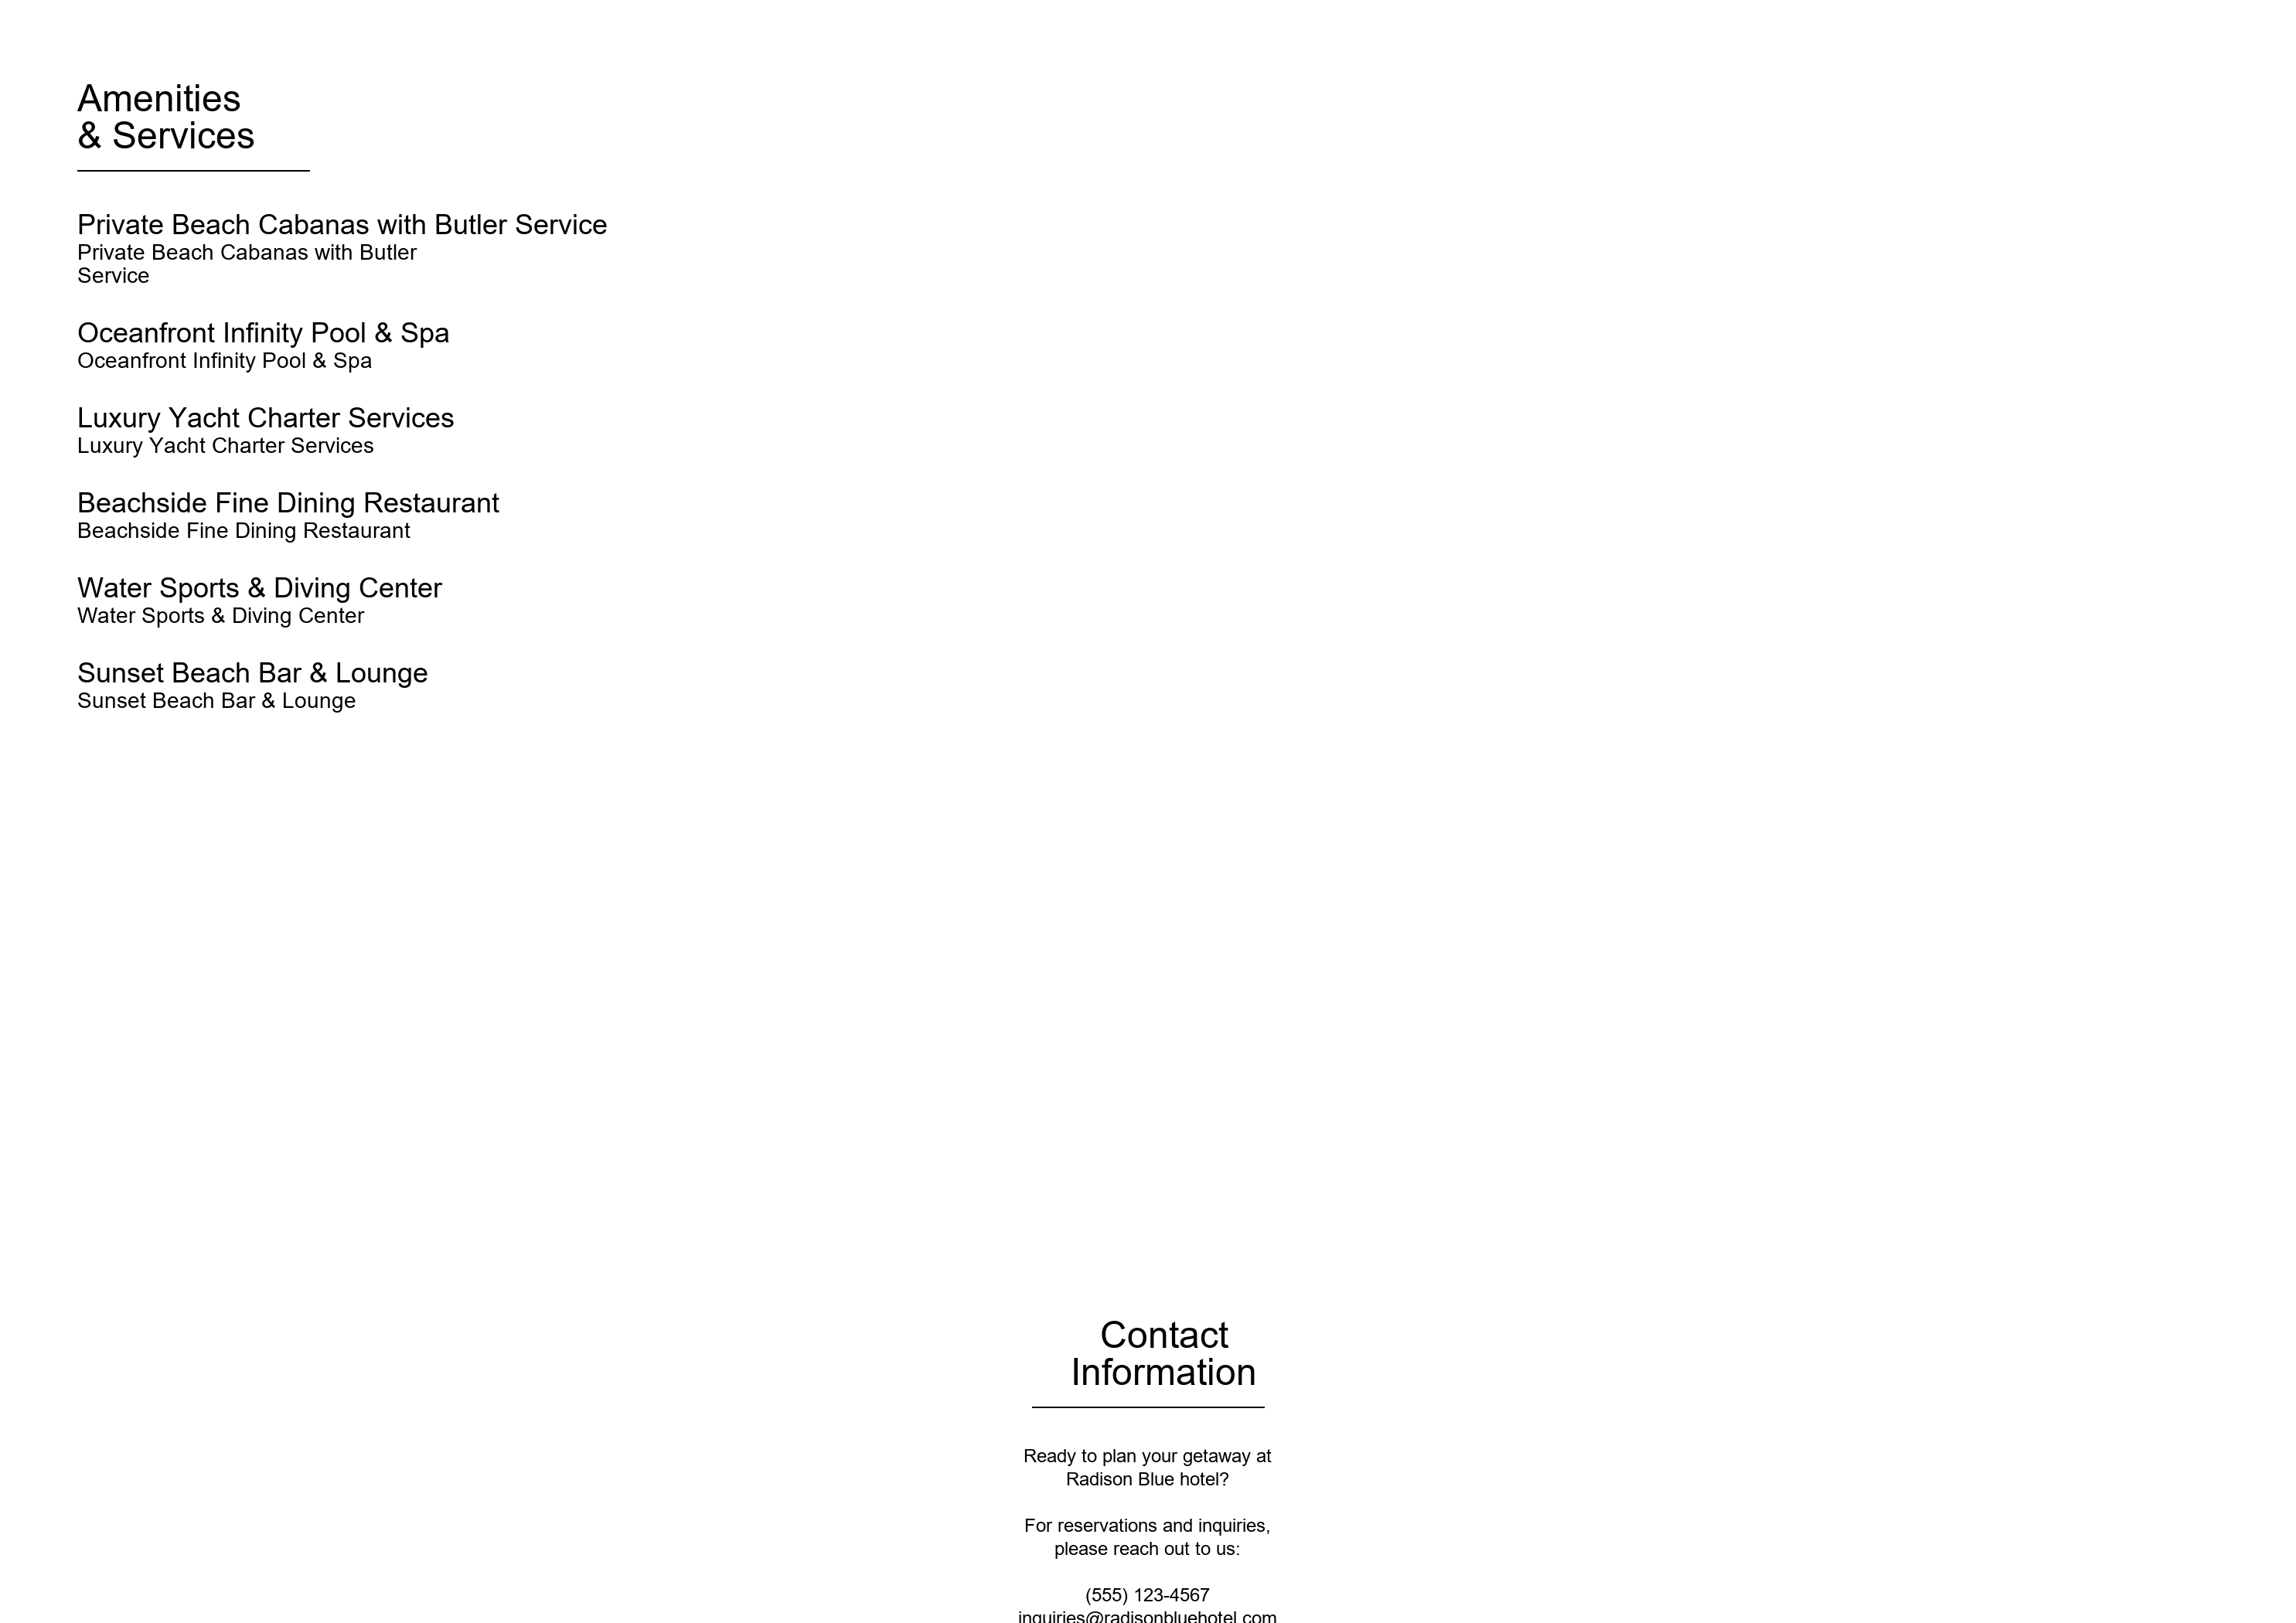 Amenities
& Services
Private Beach Cabanas with Butler Service
Private Beach Cabanas with Butler
Service
Oceanfront Infinity Pool & Spa
Oceanfront Infinity Pool & Spa
Luxury Yacht Charter Services
Luxury Yacht Charter Services
Beachside Fine Dining Restaurant
Beachside Fine Dining Restaurant
Water Sports & Diving Center
Water Sports & Diving Center
Sunset Beach Bar & Lounge
Sunset Beach Bar & Lounge
Contact
Information
Ready to plan your getaway at
Radison Blue hotel?
For reservations and inquiries,
please reach out to us:
(555) 123-4567
inquiries@radisonbluehotel.com